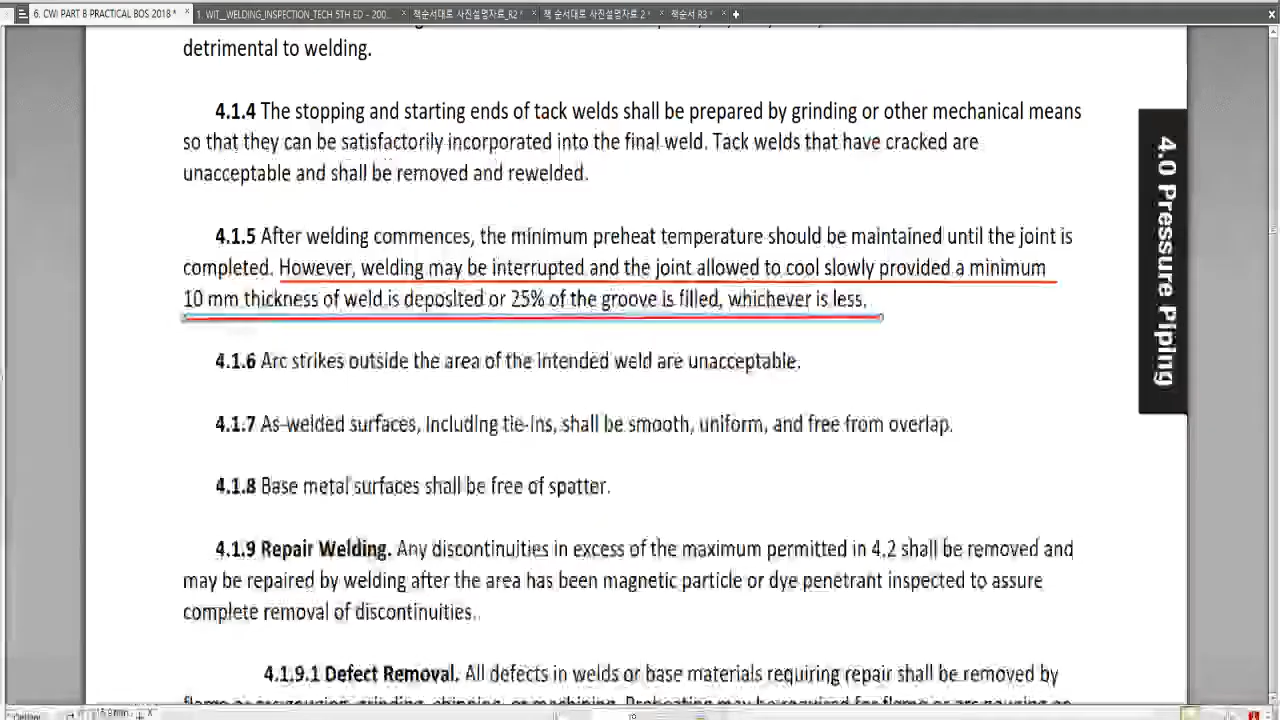 6. CWI PART B PRACTICAL BOS 2018 *
1. WIT_WELDING_INSPECTION_TECH 5TH ED - 200...
책순서대로 사진설명자료_R2 *
책 순서대로 사진설명자료 2 *
책순서 R3 *
detrimental to welding.
4.1.4 The stopping and starting ends of tack welds shall be prepared by grinding or other mechanical means
so that they can be satisfactorily incorporated into the final weld. Tack welds that have cracked are
unacceptable and shall be removed and rewelded.
4.1.5 After welding commences, the minimum preheat temperature should be maintained until the joint is
completed. However, welding may be interrupted and the joint allowed to cool slowly provided a minimum
10 mm thickness of weld is deposited or 25% of the groove is filled, whichever is less.
4.1.6 Arc strikes outside the area of the intended weld are unacceptable.
4.1.7 As-welded surfaces, including tie-ins, shall be smooth, uniform, and free from overlap.
4.1.8 Base metal surfaces shall be free of spatter.
4.1.9 Repair Welding. Any discontinuities in excess of the maximum permitted in 4.2 shall be removed and
may be repaired by welding after the area has been magnetic particle or dye penetrant inspected to assure
complete removal of discontinuities.
4.1.9.1 Defect Removal. All defects in welds or base materials requiring repair shall be removed by
4.0 Pressure Piping